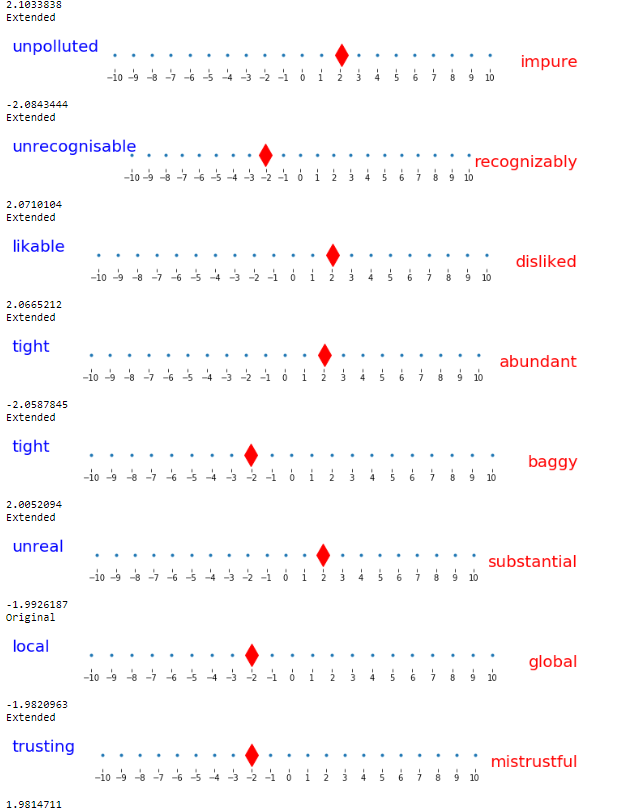 2.1033838
Extended
unpolluted
impure
−10 −9 −8 −7 −6 −5 −4 −3 −2 −1 0 1 2 3 4 5 6 7 8 9 10
-2.0843444
Extended
unrecognisable
recognizably
−10 −9 −8 −7 −6 −5 −4 −3 −2 −1 0 1 2 3 4 5 6 7 8 9 10
2.0710104
Extended
likable
disliked
−10 −9 −8 −7 −6 −5 −4 −3 −2 −1 0 1 2 3 4 5 6 7 8 9 10
2.0665212
Extended
tight
abundant
−10 −9 −8 −7 −6 −5 −4 −3 −2 −1 0 1 2 3 4 5 6 7 8 9 10
-2.0587845
Extended
tight
baggy
−10 −9 −8 −7 −6 −5 −4 −3 −2 −1 0 1 2 3 4 5 6 7 8 9 10
2.0052094
Extended
unreal
substantial
−10 −9 −8 −7 −6 −5 −4 −3 −2 −1 0 1 2 3 4 5 6 7 8 9 10
-1.9926187
Original
local
global
−10 −9 −8 −7 −6 −5 −4 −3 −2 −1 0 1 2 3 4 5 6 7 8 9 10
-1.9820963
Extended
trusting
mistrustful
−10 −9 −8 −7 −6 −5 −4 −3 −2 −1 0 1 2 3 4 5 6 7 8 9 10
1.9814711